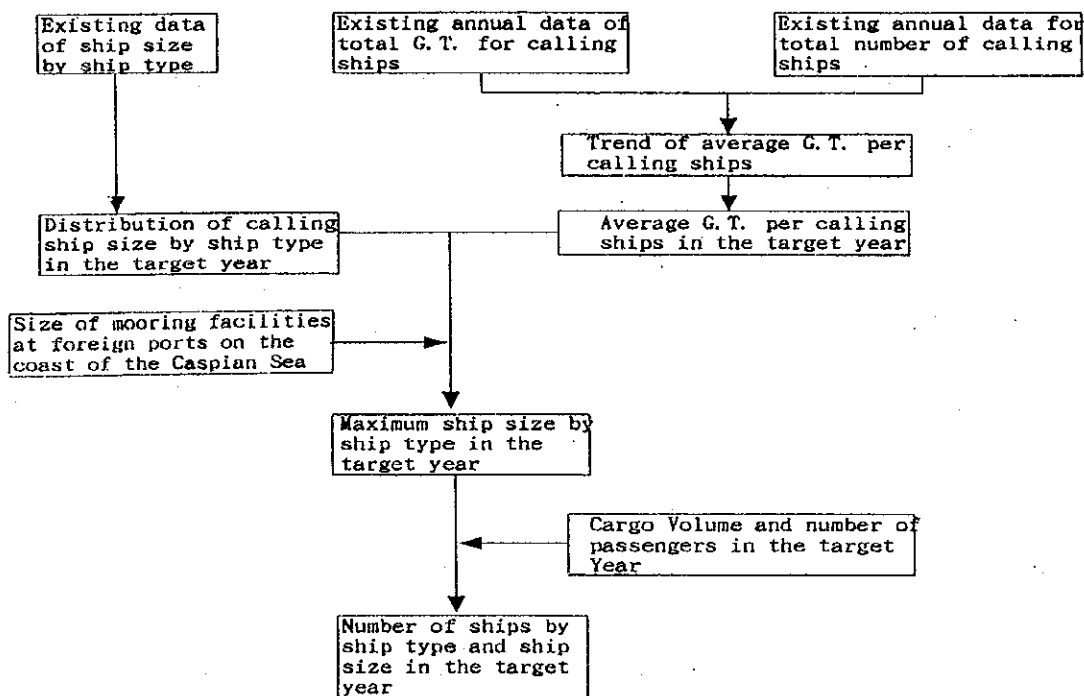 Existing data
of ship size
by ship type
Existing annual data of
total G.T. for calling
ships
Existing annual data for
total number of calling
ships
Trend of average G.T. per
calling ships
Distribution of calling
ship size by ship type
in the target year
Average G.T. per calling
ships in the target year
Size of mooring facilities
at foreign ports on the
coast of the Caspian Sea
Maximum ship size by
ship type in the
target year
Cargo Volume and number of
passengers in the target
Year
Number of ships by
ship type and ship
size in the target
year